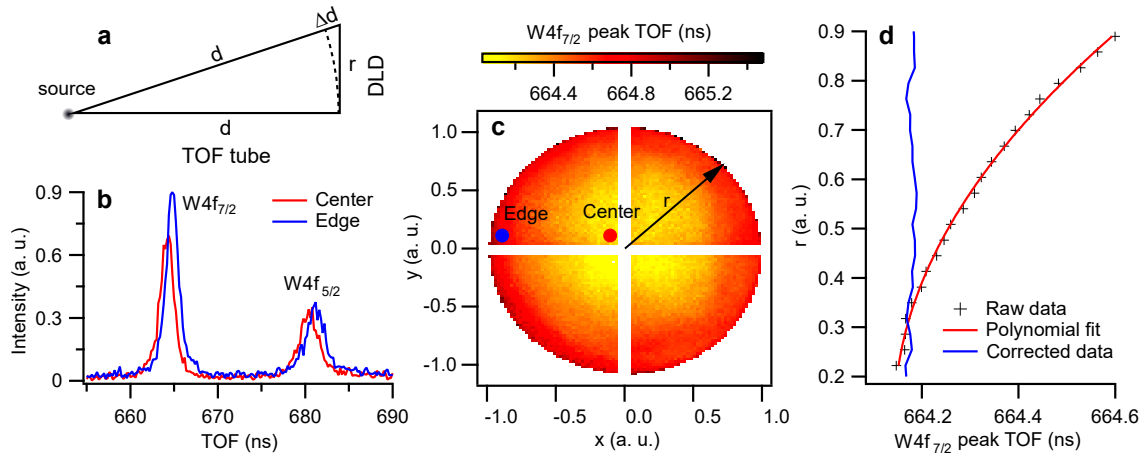 a
source
d
Δd
r
DLD
d
TOF tube
b
W4f7/2
Center
Edge
W4f 5/2
Intensity (a. u.)
0.9
0.6
0.3
0
660
670
680
690
TOF (ns)
W4f7/2 peak TOF (ns)
664.4
664.8
665.2
c
Edge
Center
r
y (a. u.)
1.0
0.5
0.0
-0.5
-1.0
-1.0
-0.5
0.0
0.5
1.0
x (a. u.)
d
r (a. u.)
0.9
0.8
0.7
0.6
0.5
0.4
0.3
0.2
Raw data
Polynomial fit
Corrected data
664.2
664.4
664.6
W4f7/2 peak TOF (ns)